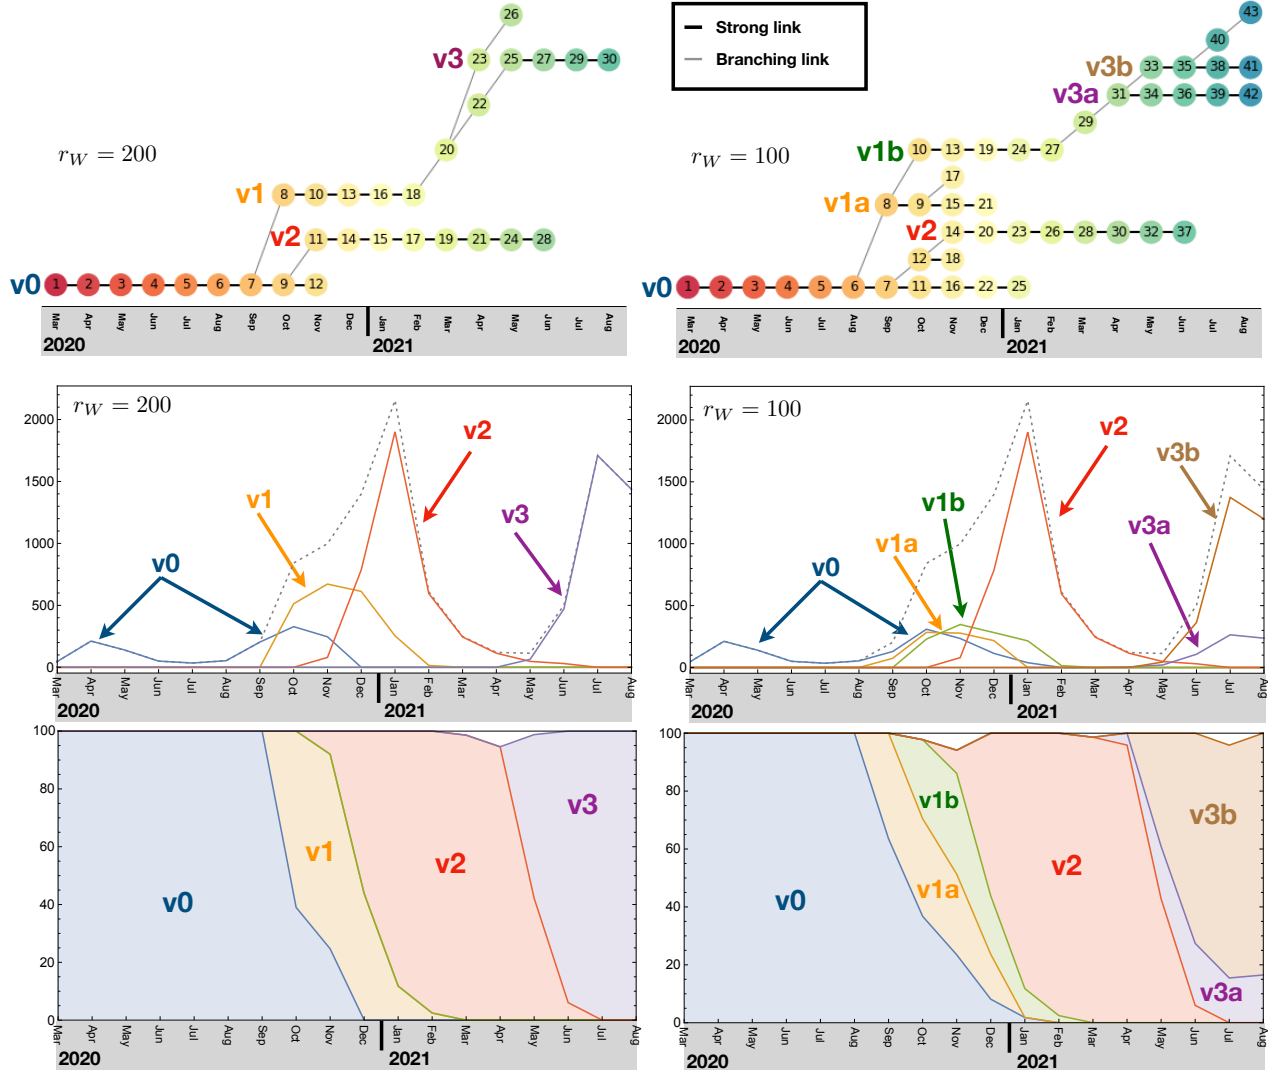 26
v3 23 25 27 29 30
22
20
r_W = 200
v1 8 10 13 16 18
v2 11 14 15 17 19 21 24 28
v0 1 2 3 4 5 6 7 9 12
Mar Apr May Jun Jul Aug Sep Oct Nov Dec Jan Feb Mar Apr May Jun Jul Aug
2020 2021
Strong link
Branching link
43
40
v3b 33 35 38 41
v3a 31 34 36 39 42
29
r_W = 100
v1b 10 13 19 24 27
17
v1a 8 9 15 21
v2 14 20 23 26 28 30 32 37
12 18
v0 1 2 3 4 5 6 7 11 16 22 25
Mar Apr May Jun Jul Aug Sep Oct Nov Dec Jan Feb Mar Apr May Jun Jul Aug
2020 2021
r_W = 200
2000
1500
1000
500
0
v0
v1
v2
v3
Mar Apr May Jun Jul Aug Sep Oct Nov Dec Jan Feb Mar Apr May Jun Jul Aug
2020 2021
r_W = 100
2000
1500
1000
500
0
v0
v1a
v1b
v2
v3a
v3b
Mar Apr May Jun Jul Aug Sep Oct Nov Dec Jan Feb Mar Apr May Jun Jul Aug
2020 2021
100
80
60
40
20
0
v0
v1
v2
v3
Mar Apr May Jun Jul Aug Sep Oct Nov Dec Jan Feb Mar Apr May Jun Jul Aug
2020 2021
100
80
60
40
20
0
v0
v1a
v1b
v2
v3a
v3b
Mar Apr May Jun Jul Aug Sep Oct Nov Dec Jan Feb Mar Apr May Jun Jul Aug
2020 2021